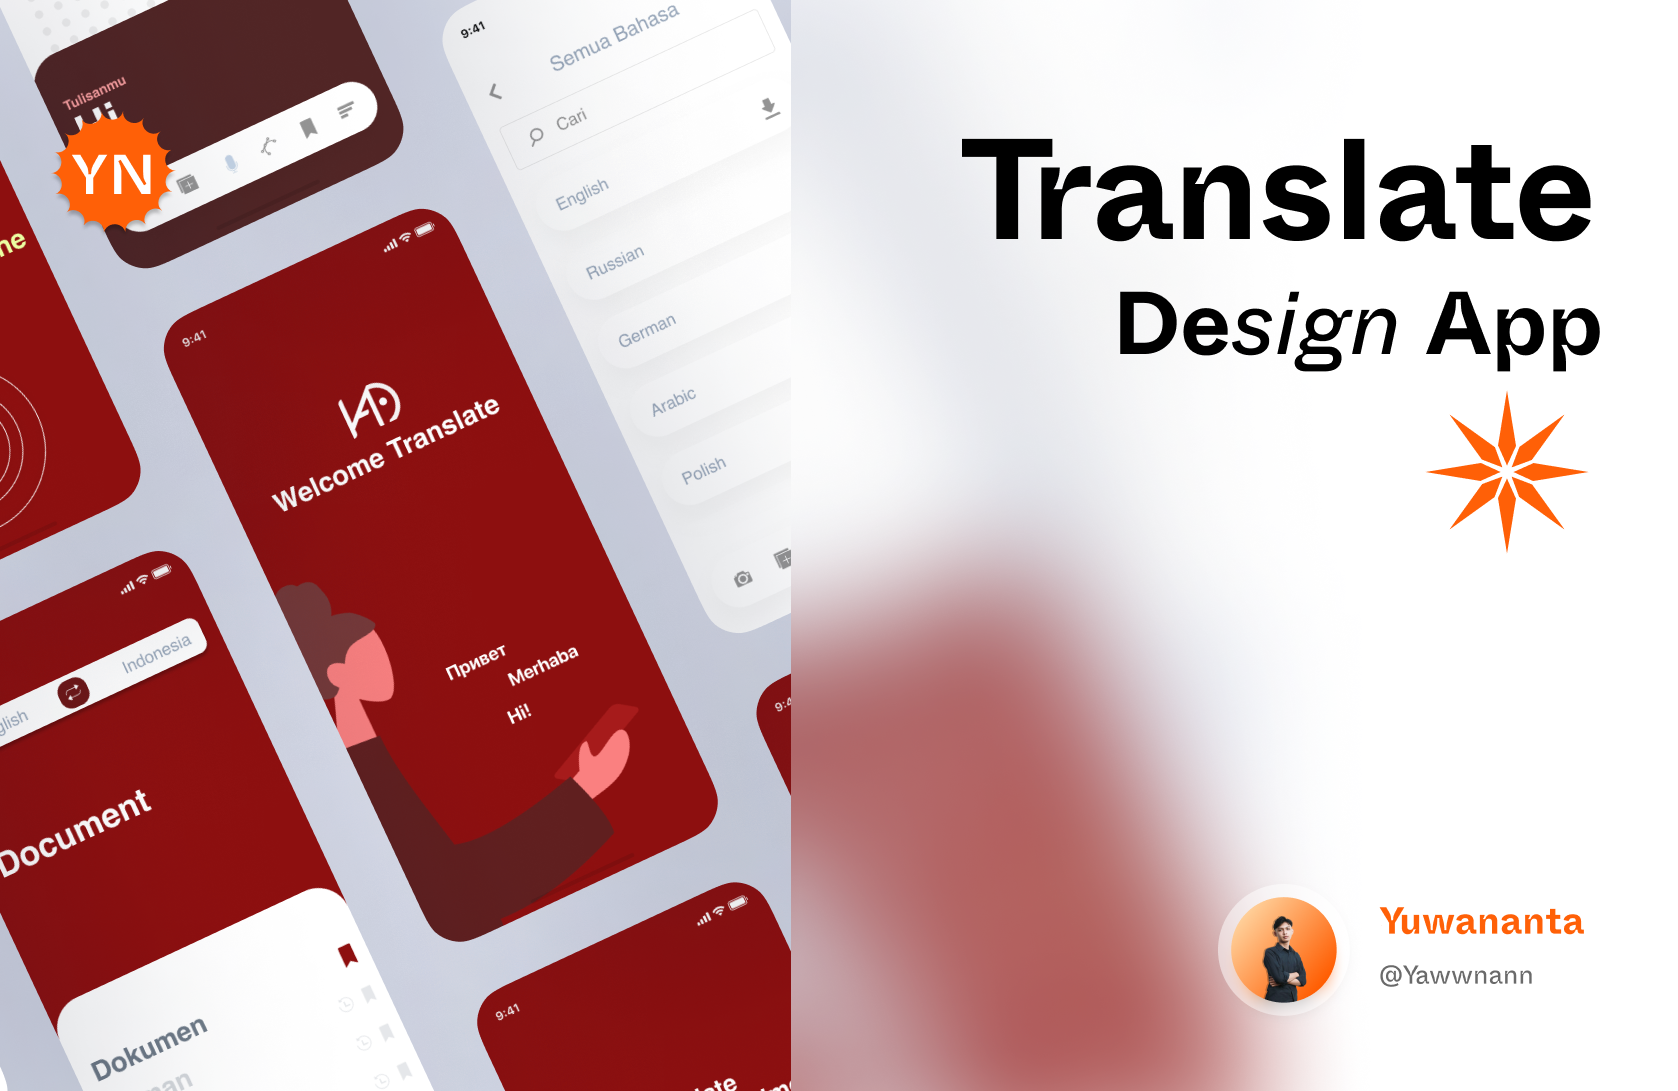 Tulisanmu
YN
9:41
Semua Bahasa
Cari
English
Russian
German
Arabic
Polish
9:41
Welcome Translate
Привет
Merhaba
Hi!
Indonesia
Document
Dokumen
9:41
Translate
Design App
Yuwananta
@Yawwnann